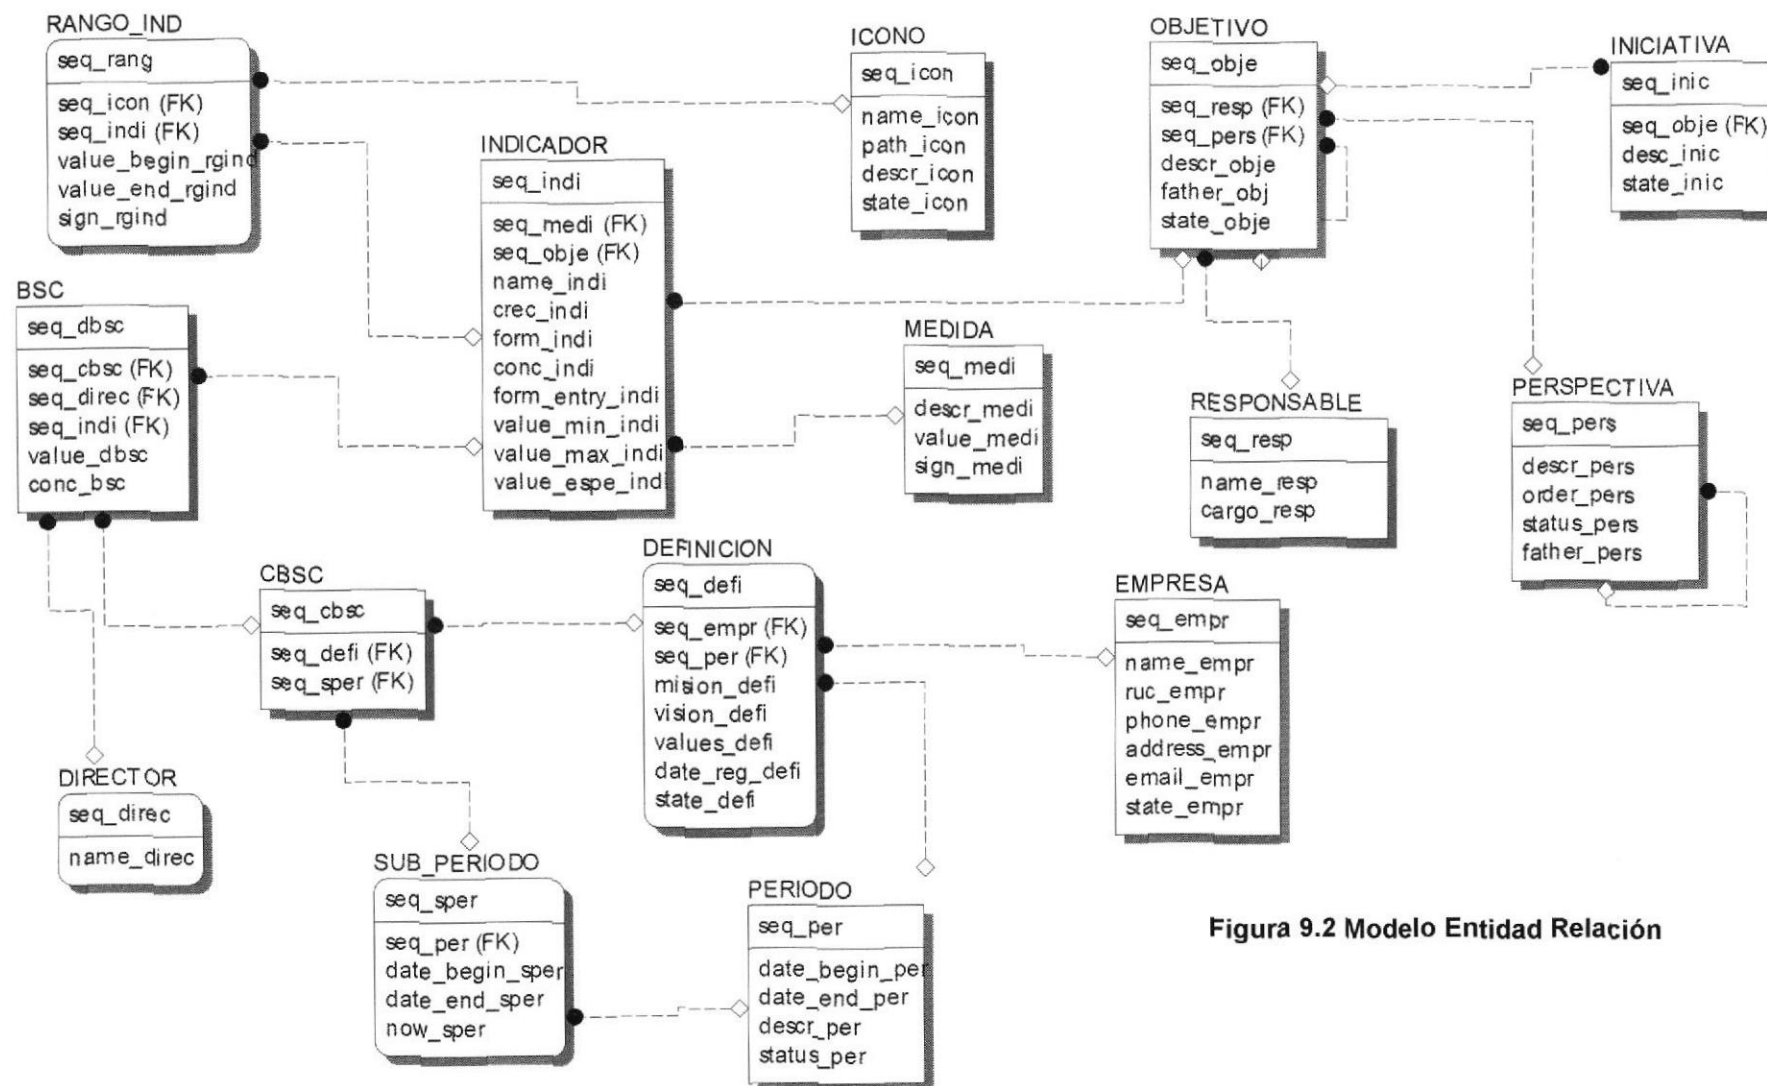 RANGO_IND
seq_rang
seq_icon (FK)
seq_indi (FK)
value_begin_rgind
value_end_rgind
sign_rgind
ICONO
seq_icon
name_icon
path_icon
descr_icon
state_icon
OBJETIVO
seq_obje
seq_resp (FK)
seq_pers (FK)
descr_obje
father_obj
state_obje
INICIATIVA
seq_inic
seq_obje (FK)
desc_inic
state_inic
INDICADOR
seq_indi
seq_medi (FK)
seq_obje (FK)
name_indi
crec_indi
form_indi
conc_indi
form_entry_indi
value_min_indi
value_max_indi
value_espe_indi
BSC
seq_dbsc
seq_cbsc (FK)
seq_direc (FK)
seq_indi (FK)
value_dbsc
conc_bsc
MEDIDA
seq_medi
descr_medi
value_medi
sign_medi
RESPONSABLE
seq_resp
name_resp
cargo_resp
PERSPECTIVA
seq_pers
descr_pers
order_pers
status_pers
father_pers
CBSC
seq_cbsc
seq_defi (FK)
seq_sper (FK)
DEFINICION
seq_defi
seq_empr (FK)
seq_per (FK)
mision_defi
vision_defi
values_defi
date_reg_defi
state_defi
EMPRESA
seq_empr
name_empr
ruc_empr
phone_empr
address_empr
email_empr
state_empr
DIRECTOR
seq_direc
name_direc
SUB_PERIODO
seq_sper
seq_per (FK)
date_begin_sper
date_end_sper
now_sper
PERIODO
seq_per
date_begin_per
date_end_per
descr_per
status_per
Figura 9.2 Modelo Entidad Relación